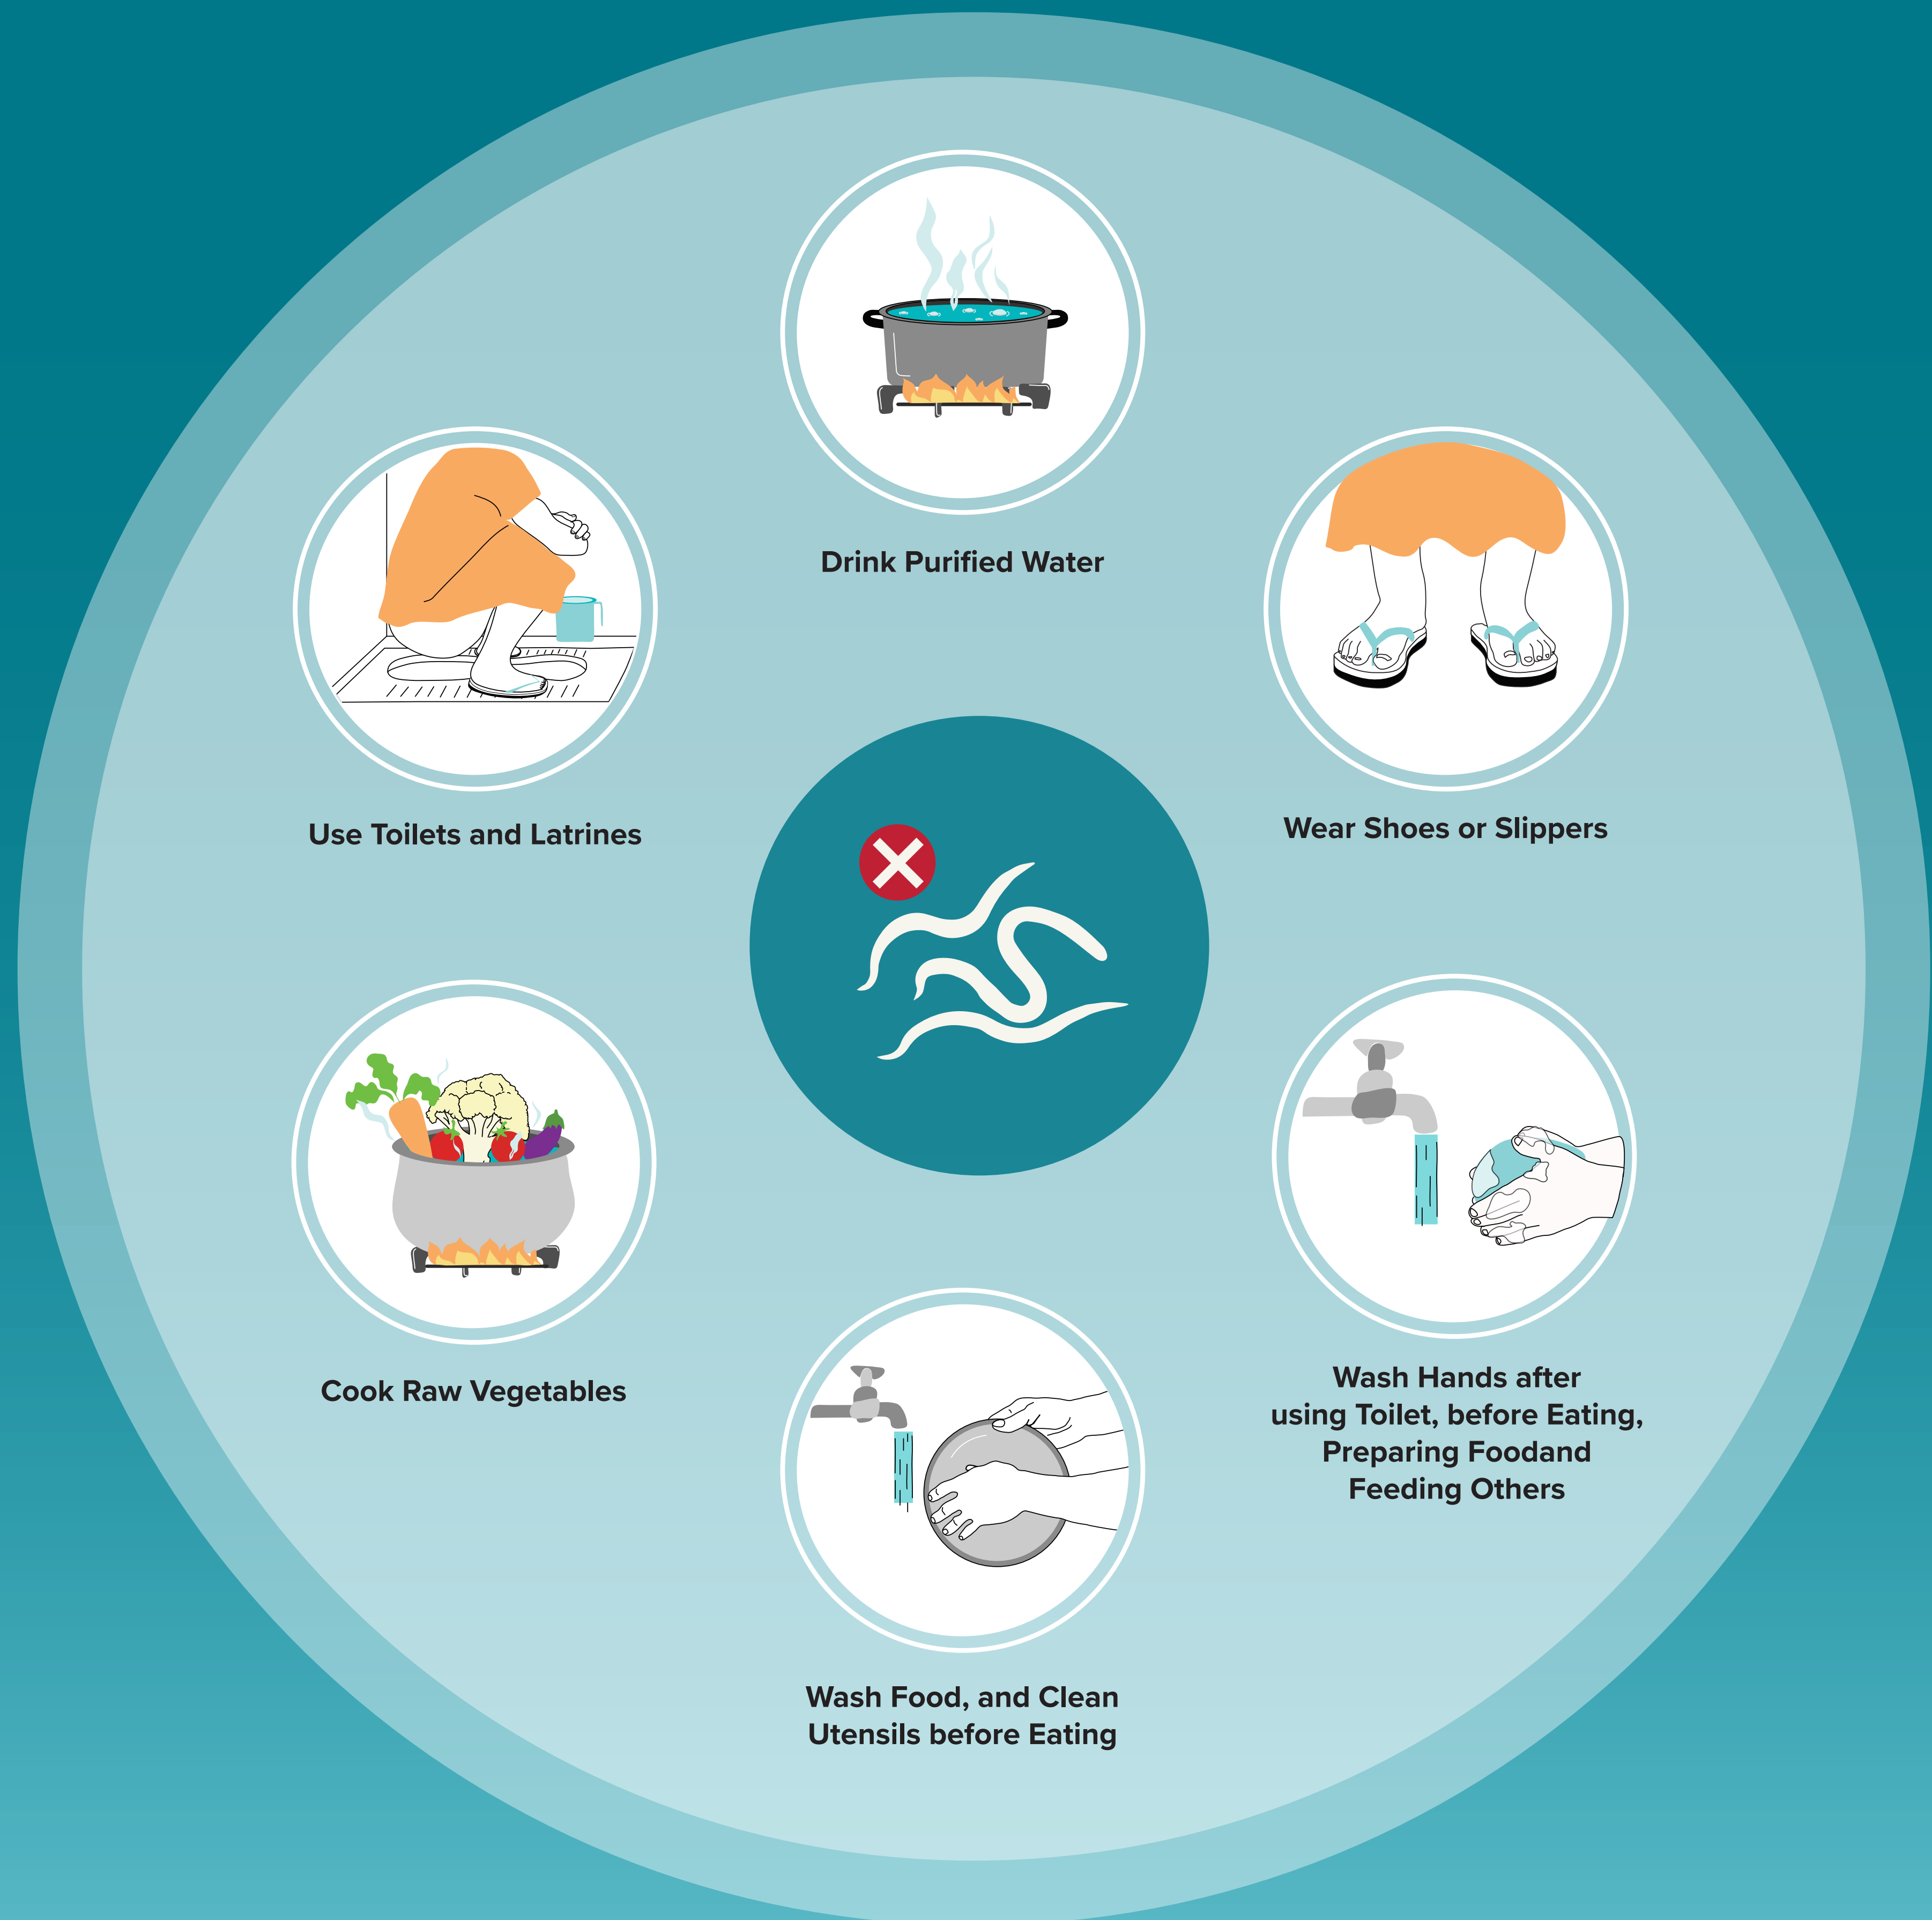 Drink Purified Water
Use Toilets and Latrines
Wear Shoes or Slippers
Cook Raw Vegetables
Wash Hands after
using Toilet, before Eating,
Preparing Foodand
Feeding Others
Wash Food, and Clean
Utensils before Eating